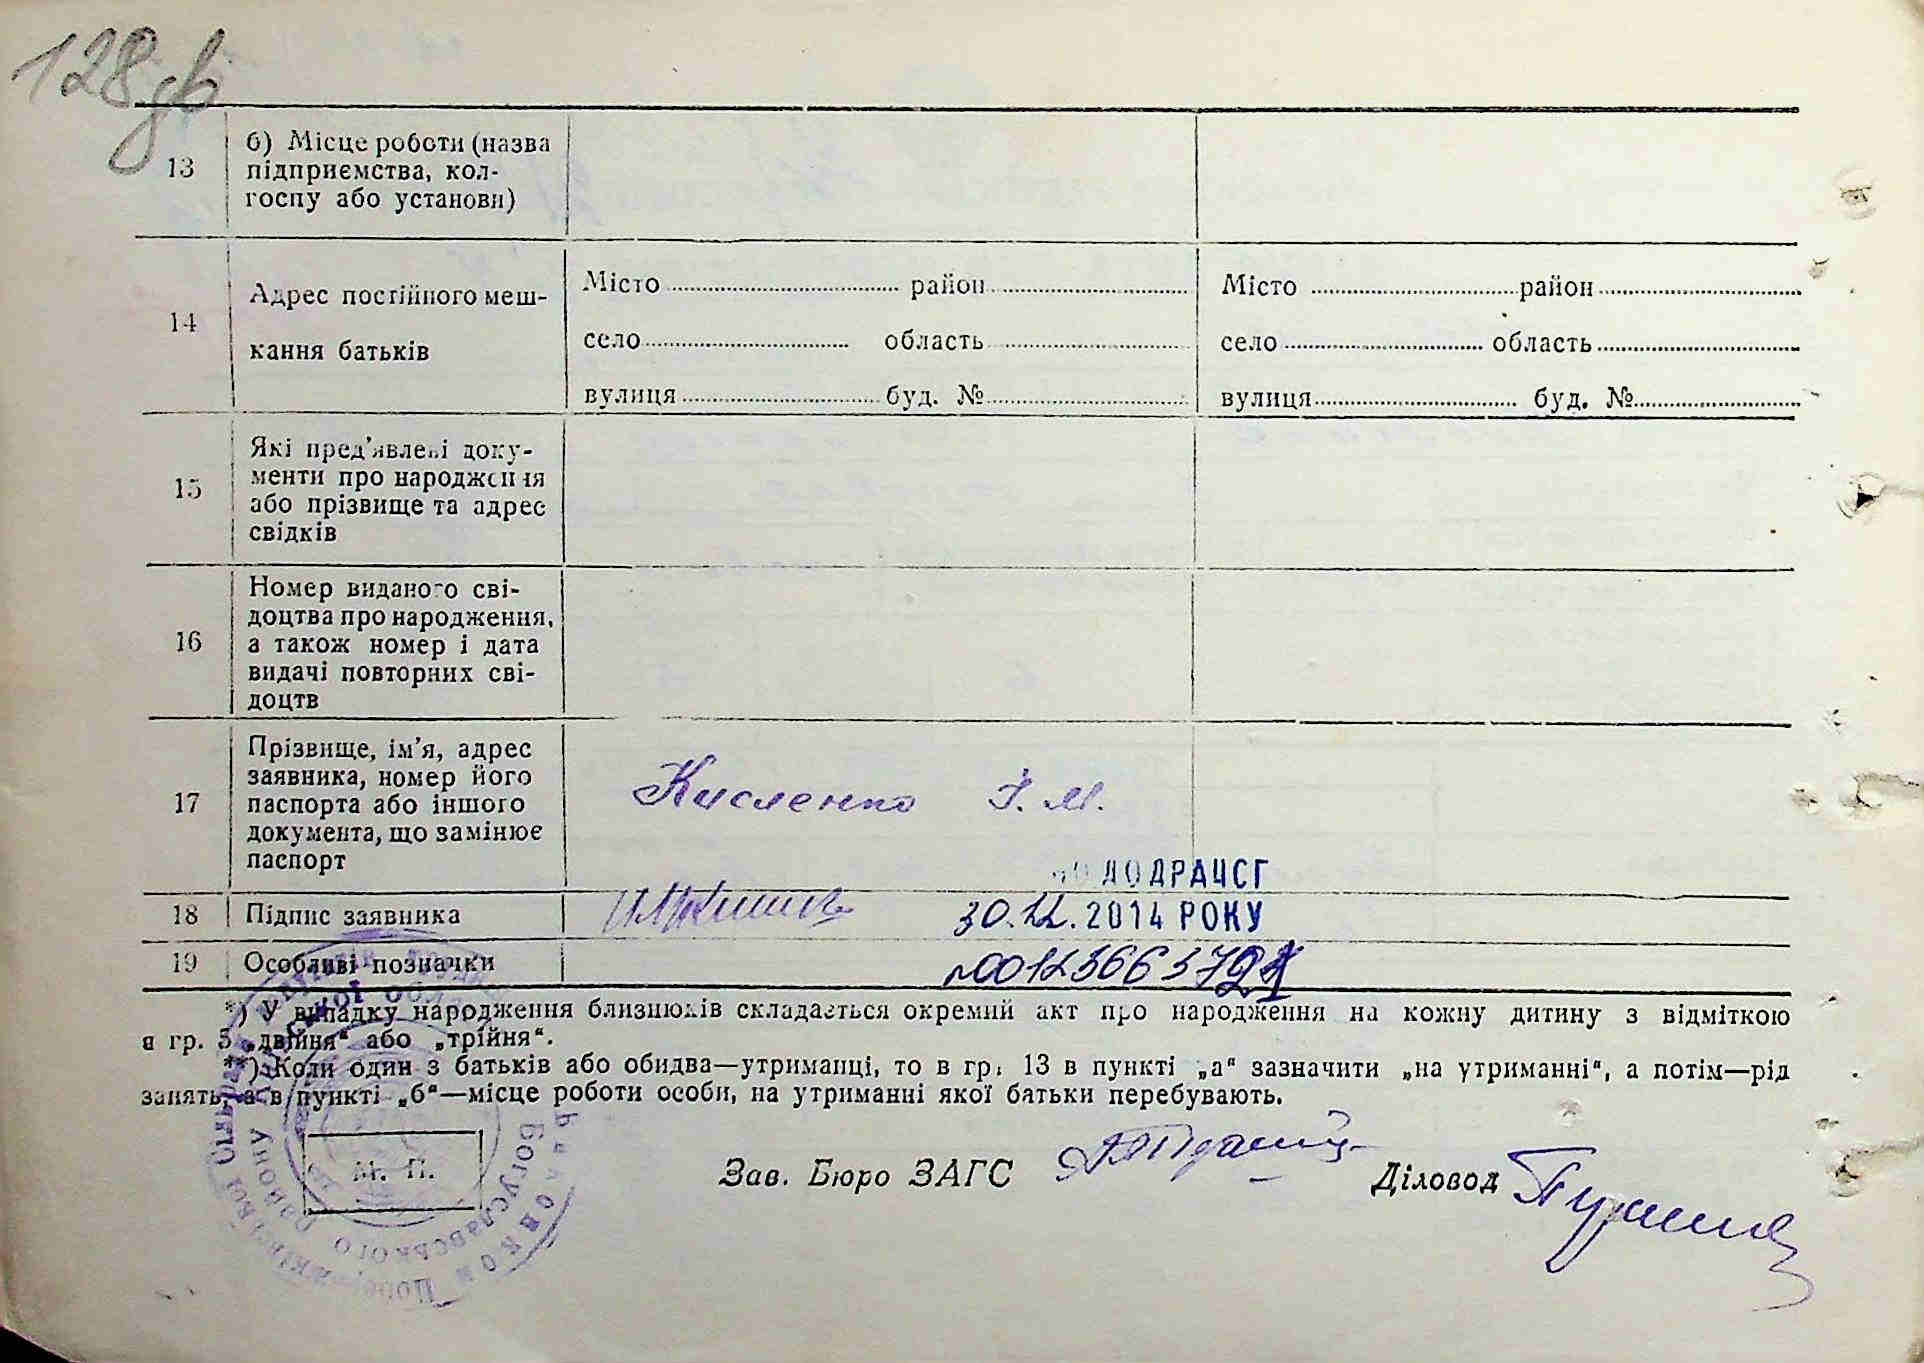 128 зв
13
б) Місце роботи (назва
підприємства, кол-
госпу або установи)
14
Адрес постійного меш-
кання батьків
Місто район
село область
вулиця буд. №
Місто район
село область
вулиця буд. №
15
Які пред'явлені доку-
менти про народження
або прізвище та адрес
свідків
16
Номер виданого сві-
доцтва про народження,
а також номер і дата
видачі повторних сві-
доцтв
17
Прізвище, ім'я, адрес
заявника, номер його
паспорта або іншого
документа, що замінює
паспорт
Кисленко І. М.
ДО ДРАЦСГ
18
Підпис заявника
30.12.2014 РОКУ
19
Особливі позначки
*) У випадку народження близнюків складається окремий акт про народження на кожну дитину з відміткою
в гр. 5 „двійня“ або „трійня“.
**) Коли один з батьків або обидва—утриманці, то в гр. 13 в пункті „а“ зазначити „на утриманні“, а потім—рід
занять, а в пункті „б“—місце роботи особи, на утриманні якої батьки перебувають.
М. П.
Зав. Бюро ЗАГС
Діловод
Богуславського району